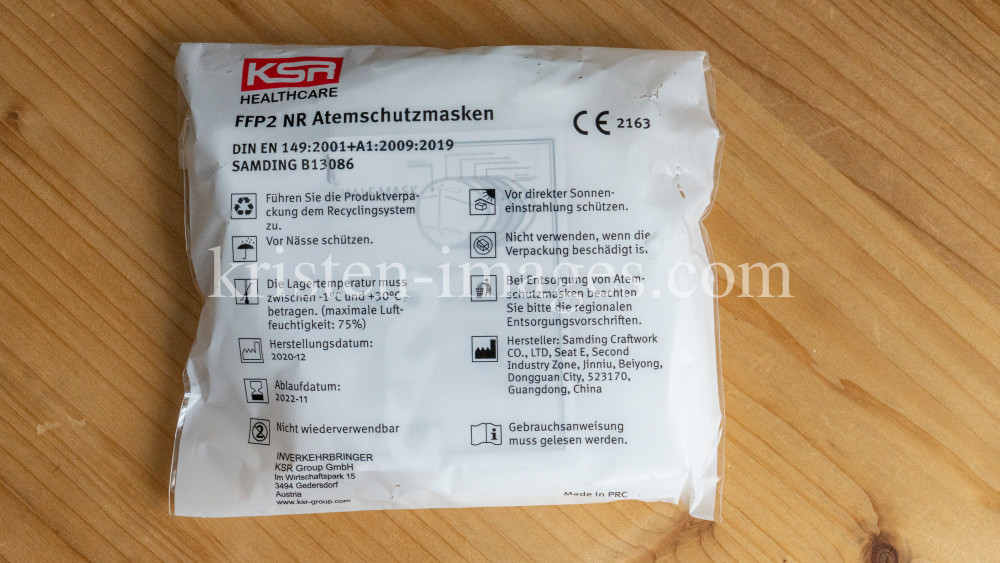 KSR
HEALTHCARE
FFP2 NR Atemschutzmasken
CE 2163
DIN EN 149:2001+A1:2009:2019
SAMDING B13086
Führen Sie die Produktverpa-
ckung dem Recyclingsystem
zu.
Vor Nässe schützen.
Die Lagertemperatur muss
zwischen -1°C und +30°C
betragen. (maximale Luft-
feuchtigkeit: 75%)
Herstellungsdatum:
2020-12
Ablaufdatum:
2022-11
Nicht wiederverwendbar
INVERKEHRBRINGER
KSR Group GmbH
Im Wirtschaftspark 15
3494 Gedersdorf
Austria
www.ksr-group.com
Vor direkter Sonnen-
einstrahlung schützen.
Nicht verwenden, wenn die
Verpackung beschädigt is.
Bei Entsorgung von Atem-
schutzmasken beachten
Sie bitte die regionalen
Entsorgungsvorschriften.
Hersteller: Samding Craftwork
CO., LTD, Seat E, Second
Industry Zone, Jinniu, Beiyong,
Dongguan City, 523170,
Guangdong, China
Gebrauchsanweisung
muss gelesen werden.
Made in PRC
kristen-images.com